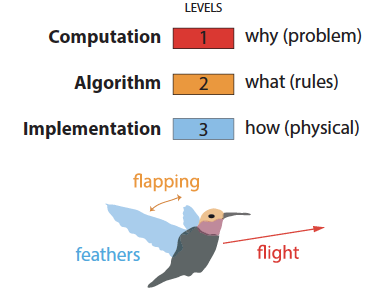 LEVELS
Computation 1 why (problem)
Algorithm 2 what (rules)
Implementation 3 how (physical)
flapping
feathers
flight